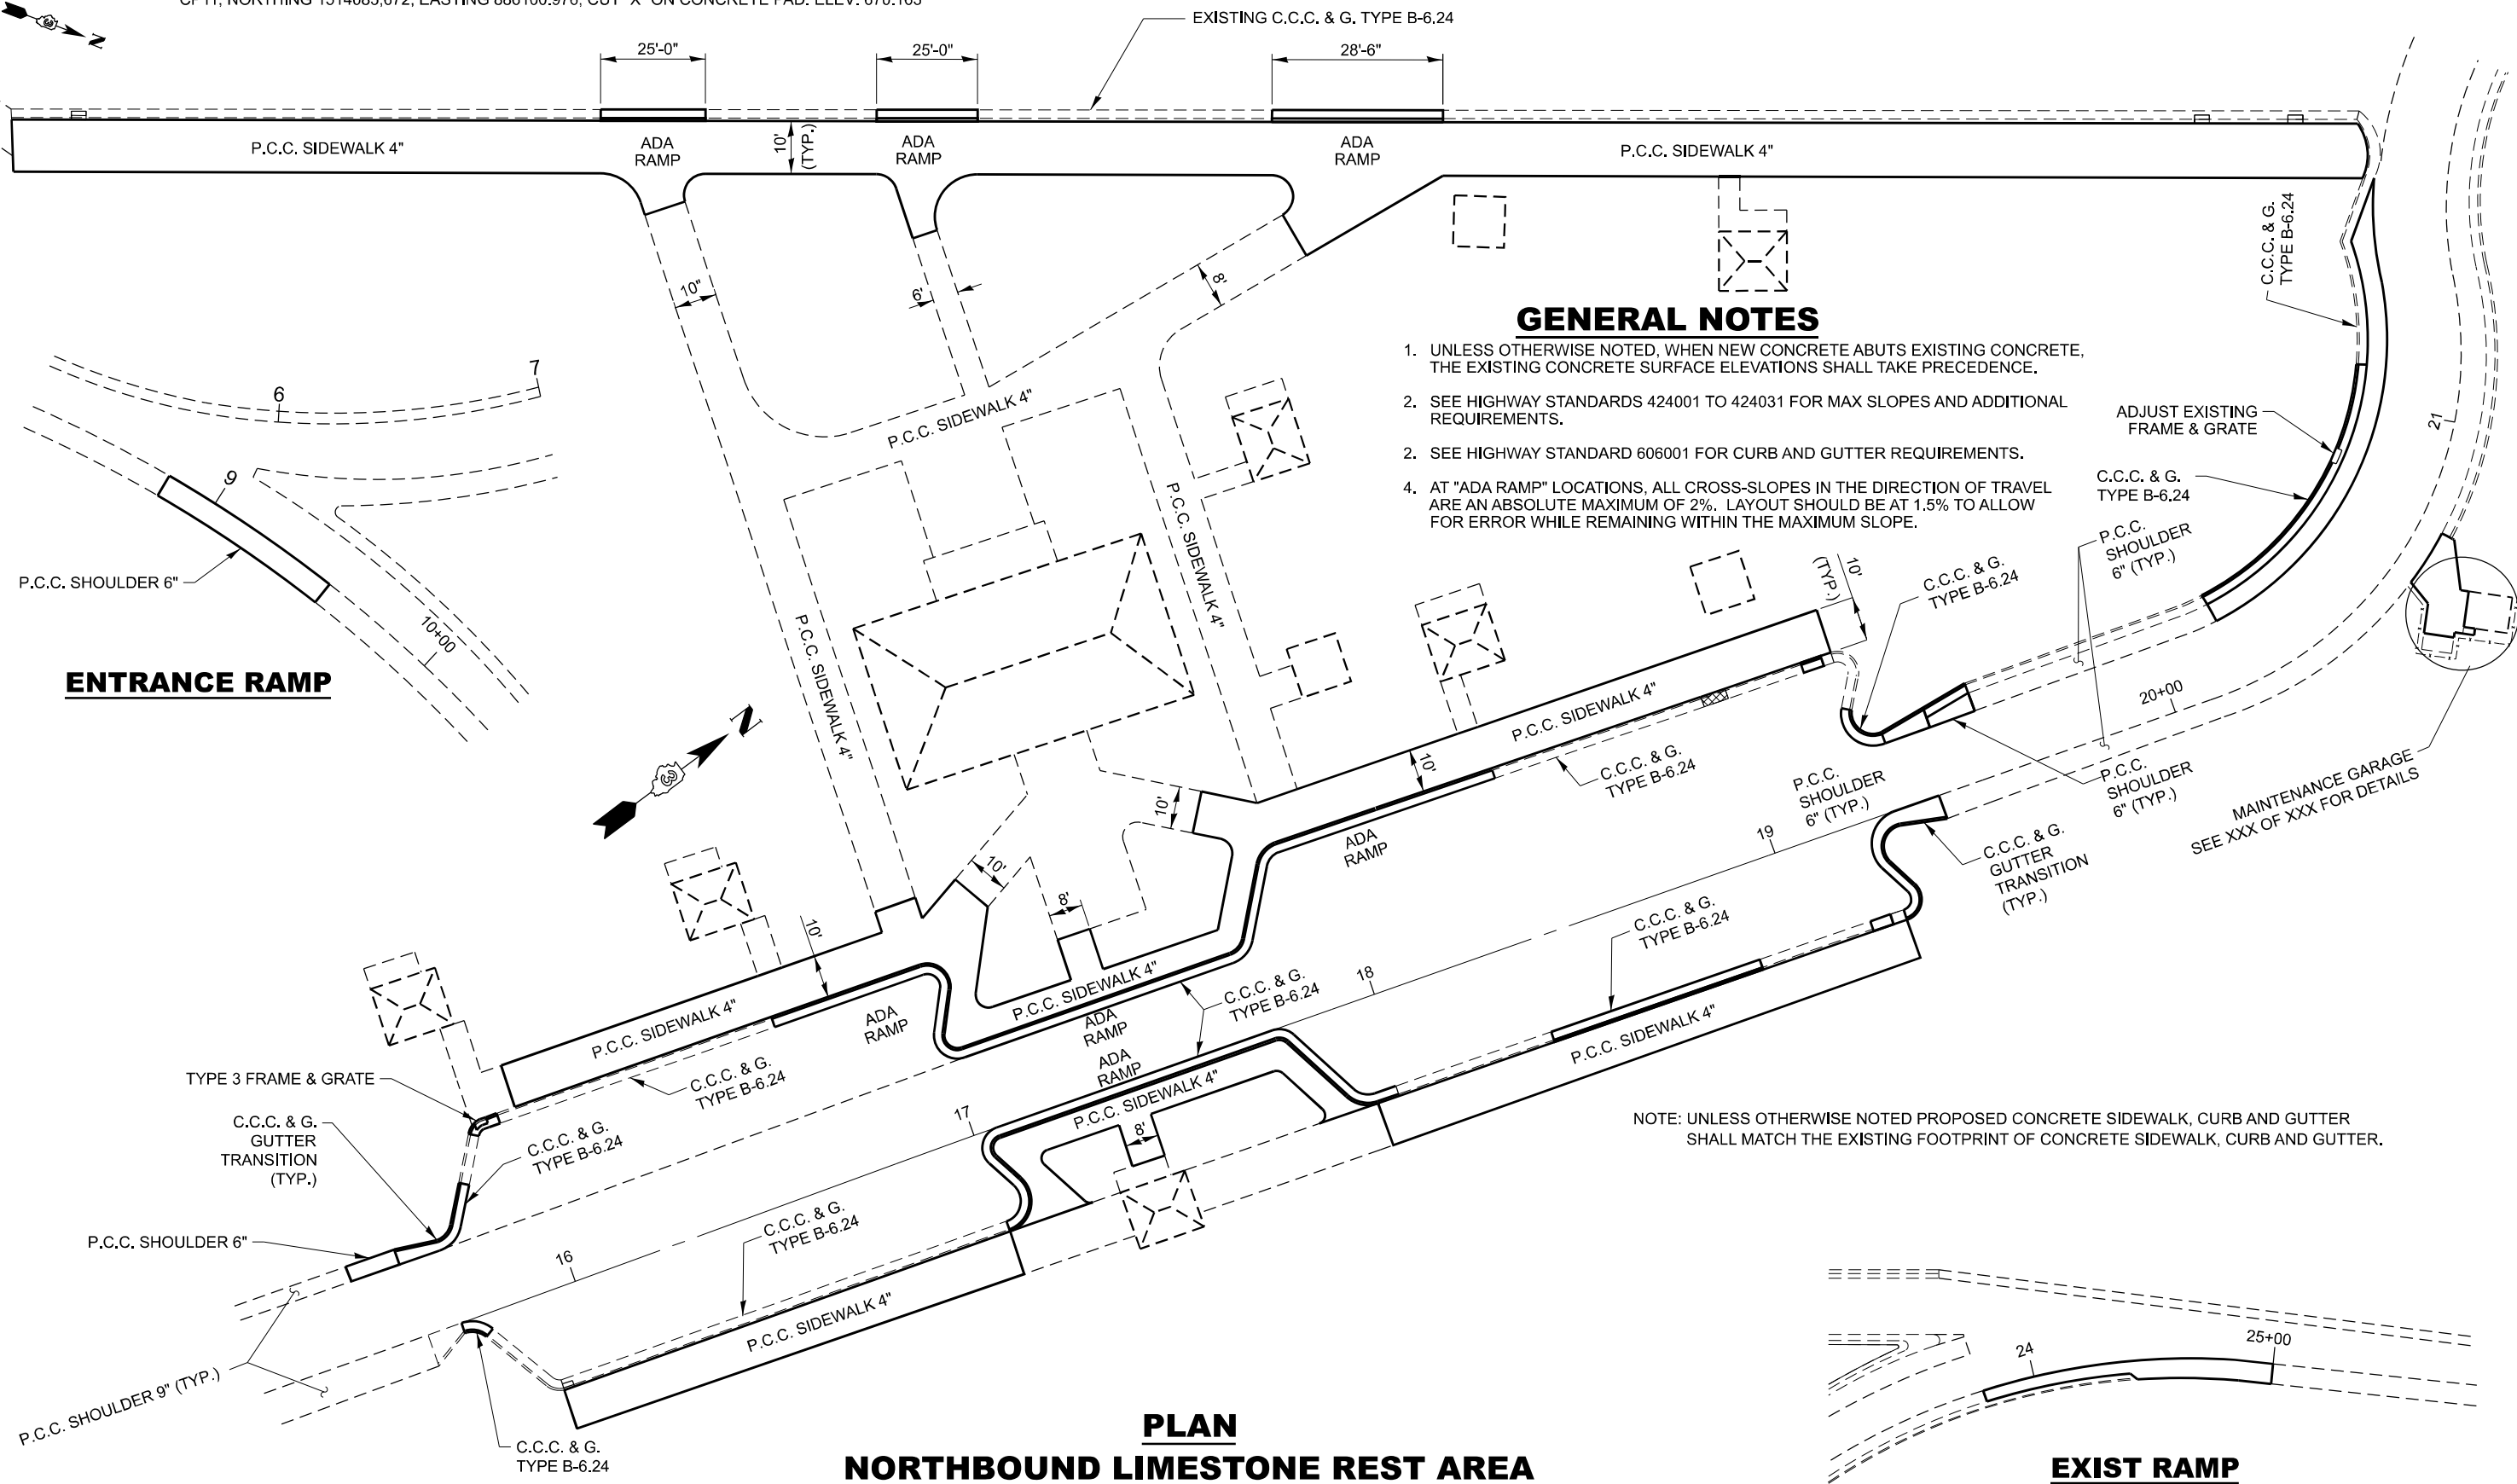 EXISTING C.C.C. & G. TYPE B-6.24
N
3
25'-0"
25'-0"
28'-6"
P.C.C. SIDEWALK 4"
ADA
RAMP
10'
(TYP.)
ADA
RAMP
ADA
RAMP
P.C.C. SIDEWALK 4"
C.C.C. & G.
TYPE B-6.24
10"
6'
8'
GENERAL NOTES
1. UNLESS OTHERWISE NOTED, WHEN NEW CONCRETE ABUTS EXISTING CONCRETE,
THE EXISTING CONCRETE SURFACE ELEVATIONS SHALL TAKE PRECEDENCE.
2. SEE HIGHWAY STANDARDS 424001 TO 424031 FOR MAX SLOPES AND ADDITIONAL
REQUIREMENTS.
2. SEE HIGHWAY STANDARD 606001 FOR CURB AND GUTTER REQUIREMENTS.
4. AT "ADA RAMP" LOCATIONS, ALL CROSS-SLOPES IN THE DIRECTION OF TRAVEL
ARE AN ABSOLUTE MAXIMUM OF 2%. LAYOUT SHOULD BE AT 1.5% TO ALLOW
FOR ERROR WHILE REMAINING WITHIN THE MAXIMUM SLOPE.
6
7
9
10+00
P.C.C. SHOULDER 6"
ENTRANCE RAMP
P.C.C. SIDEWALK 4"
P.C.C. SIDEWALK 4"
P.C.C. SIDEWALK 4"
N
3
ADJUST EXISTING
FRAME & GRATE
21
C.C.C. & G.
TYPE B-6.24
P.C.C.
SHOULDER
6" (TYP.)
10'
(TYP.)
C.C.C. & G.
TYPE B-6.24
P.C.C. SIDEWALK 4"
10'
C.C.C. & G.
TYPE B-6.24
20+00
P.C.C.
SHOULDER
6" (TYP.)
P.C.C.
SHOULDER
6" (TYP.)
MAINTENANCE GARAGE
SEE XXX OF XXX FOR DETAILS
10'
ADA
RAMP
19
C.C.C. & G.
GUTTER
TRANSITION
(TYP.)
10'
8'
10'
C.C.C. & G.
TYPE B-6.24
18
P.C.C. SIDEWALK 4"
P.C.C. SIDEWALK 4"
ADA
RAMP
P.C.C. SIDEWALK 4"
ADA
RAMP
C.C.C. & G.
TYPE B-6.24
ADA
RAMP
P.C.C. SIDEWALK 4"
8'
17
TYPE 3 FRAME & GRATE
C.C.C. & G.
TYPE B-6.24
C.C.C. & G.
GUTTER
TRANSITION
(TYP.)
C.C.C. & G.
TYPE B-6.24
NOTE: UNLESS OTHERWISE NOTED PROPOSED CONCRETE SIDEWALK, CURB AND GUTTER
SHALL MATCH THE EXISTING FOOTPRINT OF CONCRETE SIDEWALK, CURB AND GUTTER.
P.C.C. SHOULDER 6"
16
C.C.C. & G.
TYPE B-6.24
P.C.C. SIDEWALK 4"
P.C.C. SHOULDER 9" (TYP.)
C.C.C. & G.
TYPE B-6.24
24
25+00
PLAN
NORTHBOUND LIMESTONE REST AREA
EXIST RAMP